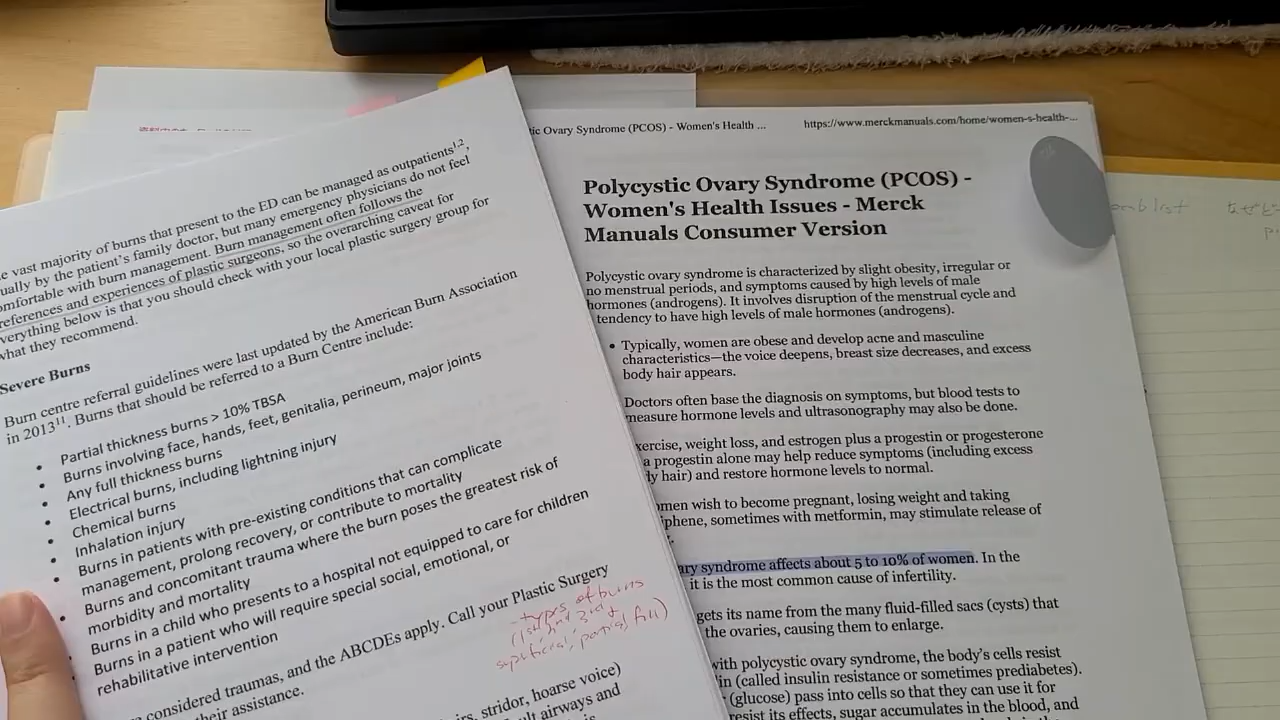 e vast majority of burns that present to the ED can be managed as outpatients1,2,
ually by the patient's family doctor, but many emergency physicians do not feel
omfortable with burn management. Burn management often follows the
references and experiences of plastic surgeons, so the overarching caveat for
verything below is that you should check with your local plastic surgery group for
what they recommend.
Severe Burns
Burn centre referral guidelines were last updated by the American Burn Association
in 201311. Burns that should be referred to a Burn Centre include:
• Partial thickness burns > 10% TBSA
• Burns involving face, hands, feet, genitalia, perineum, major joints
• Any full thickness burns
• Electrical burns, including lightning injury
• Chemical burns
• Inhalation injury
• Burns in patients with pre-existing conditions that can complicate
management, prolong recovery, or contribute to mortality
• Burns and concomitant trauma where the burn poses the greatest risk of
morbidity and mortality
• Burns in a child who presents to a hospital not equipped to care for children
• Burns in a patient who will require special social, emotional, or
rehabilitative intervention
considered traumas, and the ABCDEs apply. Call your Plastic Surgery
their assistance.
- types of burns
(1st, 2nd, 3rd
superficial, partial, full)
irs, stridor, hoarse voice)
ult airways and
tic Ovary Syndrome (PCOS) - Women's Health ...
https://www.merckmanuals.com/home/women-s-health-...
Polycystic Ovary Syndrome (PCOS) -
Women's Health Issues - Merck
Manuals Consumer Version
Polycystic ovary syndrome is characterized by slight obesity, irregular or
no menstrual periods, and symptoms caused by high levels of male
hormones (androgens). It involves disruption of the menstrual cycle and
tendency to have high levels of male hormones (androgens).
• Typically, women are obese and develop acne and masculine
characteristics—the voice deepens, breast size decreases, and excess
body hair appears.
Doctors often base the diagnosis on symptoms, but blood tests to
measure hormone levels and ultrasonography may also be done.
xercise, weight loss, and estrogen plus a progestin or progesterone
a progestin alone may help reduce symptoms (including excess
dy hair) and restore hormone levels to normal.
omen wish to become pregnant, losing weight and taking
iphene, sometimes with metformin, may stimulate release of
ary syndrome affects about 5 to 10% of women. In the
it is the most common cause of infertility.
gets its name from the many fluid-filled sacs (cysts) that
the ovaries, causing them to enlarge.
with polycystic ovary syndrome, the body's cells resist
lin (called insulin resistance or sometimes prediabetes).
(glucose) pass into cells so that they can use it for
resist its effects, sugar accumulates in the blood, and
list